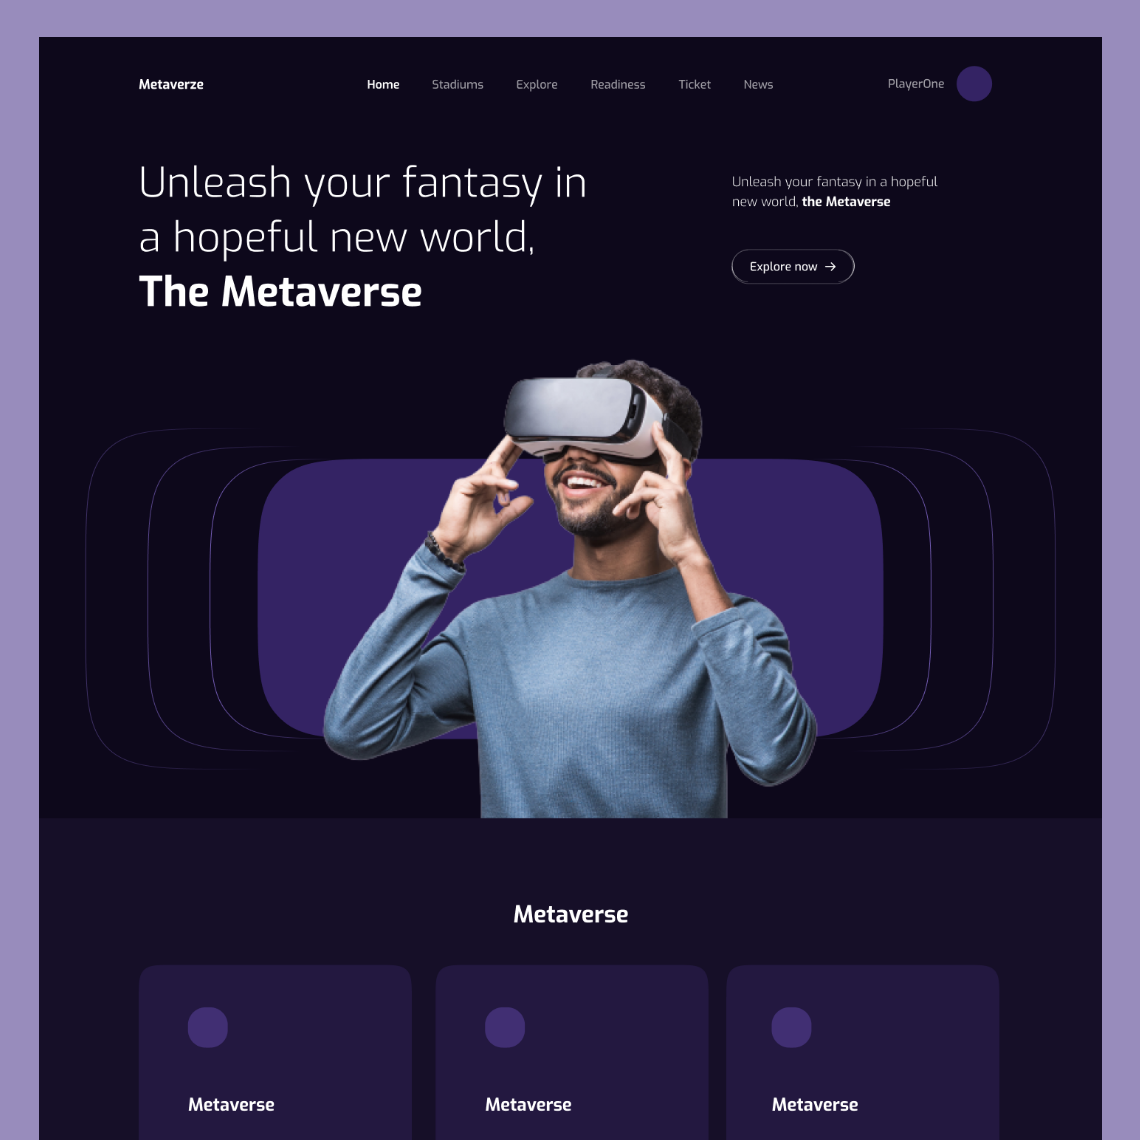 Metaverze
Home Stadiums Explore Readiness Ticket News
PlayerOne
Unleash your fantasy in
a hopeful new world,
The Metaverse
Unleash your fantasy in a hopeful
new world, the Metaverse
Explore now →
Metaverse
Metaverse
Metaverse
Metaverse